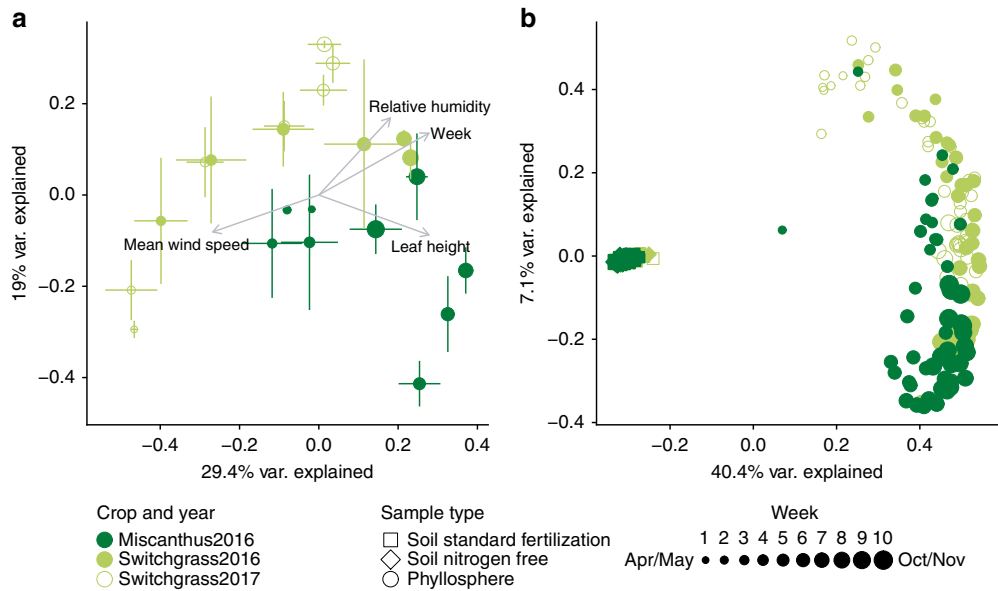 a
b
19% var. explained
0.2
0.0
−0.2
−0.4
Relative humidity
Week
Mean wind speed
Leaf height
−0.4
−0.2
0.0
0.2
0.4
29.4% var. explained
7.1% var. explained
0.4
0.2
0.0
−0.2
−0.4
−0.2
0.0
0.2
0.4
40.4% var. explained
Crop and year
Miscanthus2016
Switchgrass2016
Switchgrass2017
Sample type
Soil standard fertilization
Soil nitrogen free
Phyllosphere
Week
1 2 3 4 5 6 7 8 9 10
Apr/May
Oct/Nov